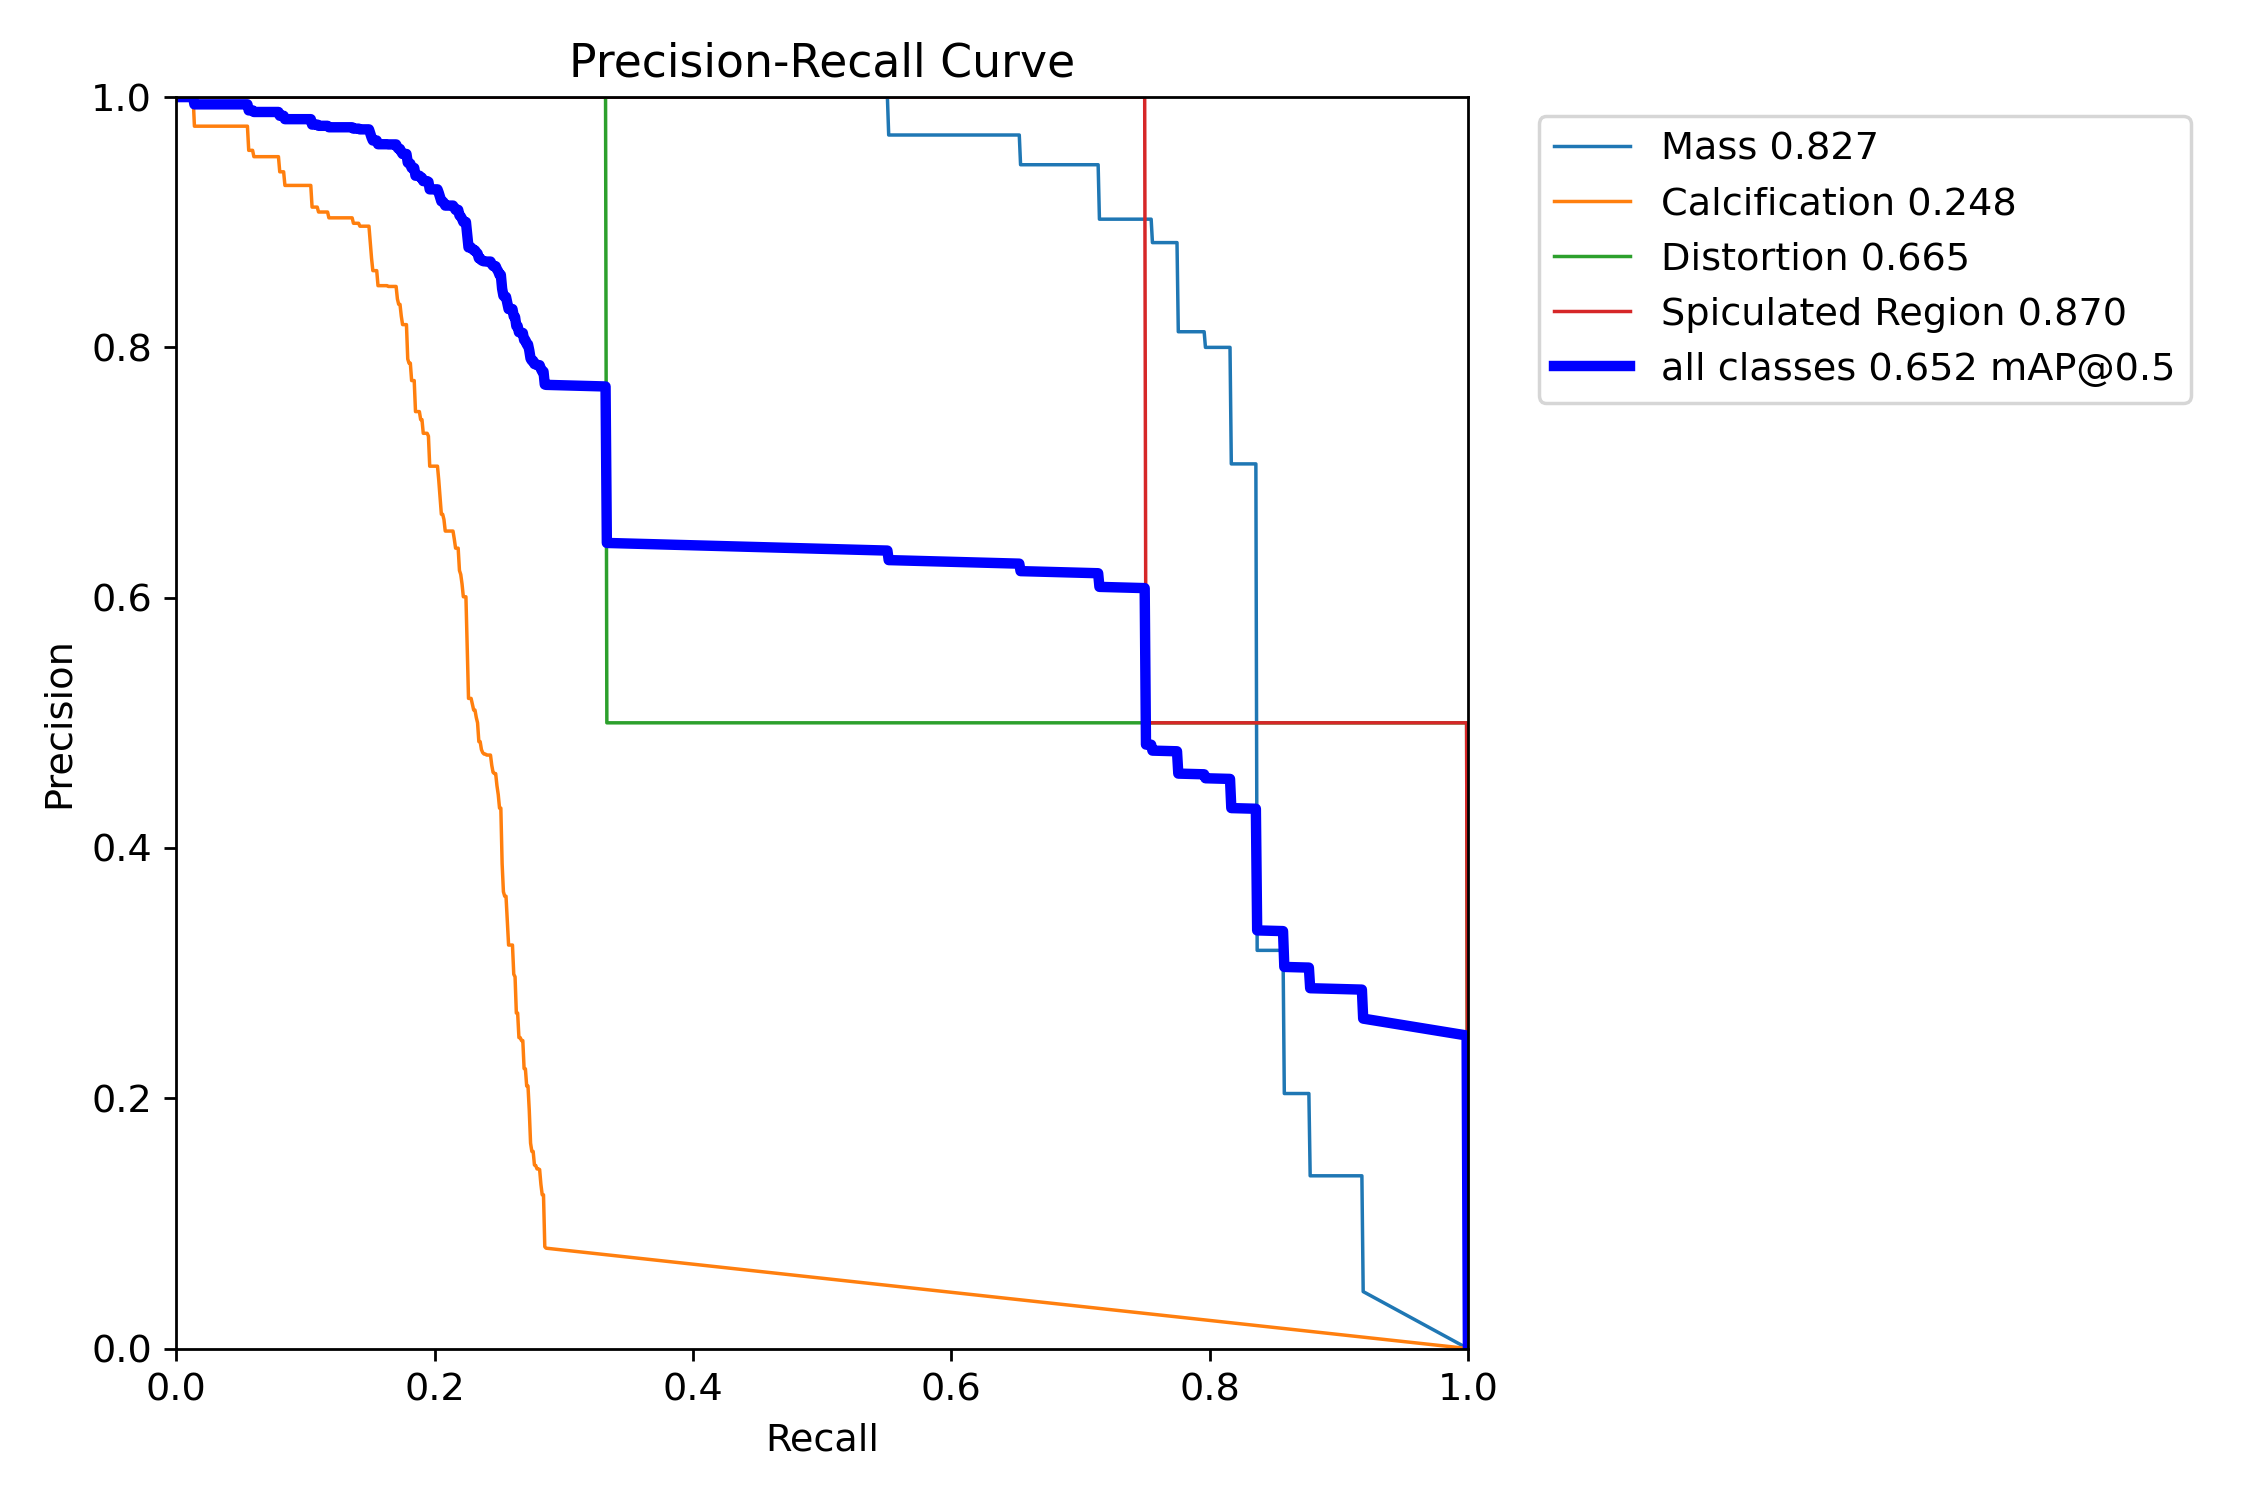 Precision-Recall Curve
1.0
0.8
0.6
0.4
0.2
0.0
Precision
0.0 0.2 0.4 0.6 0.8 1.0
Recall
Mass 0.827
Calcification 0.248
Distortion 0.665
Spiculated Region 0.870
all classes 0.652 mAP@0.5